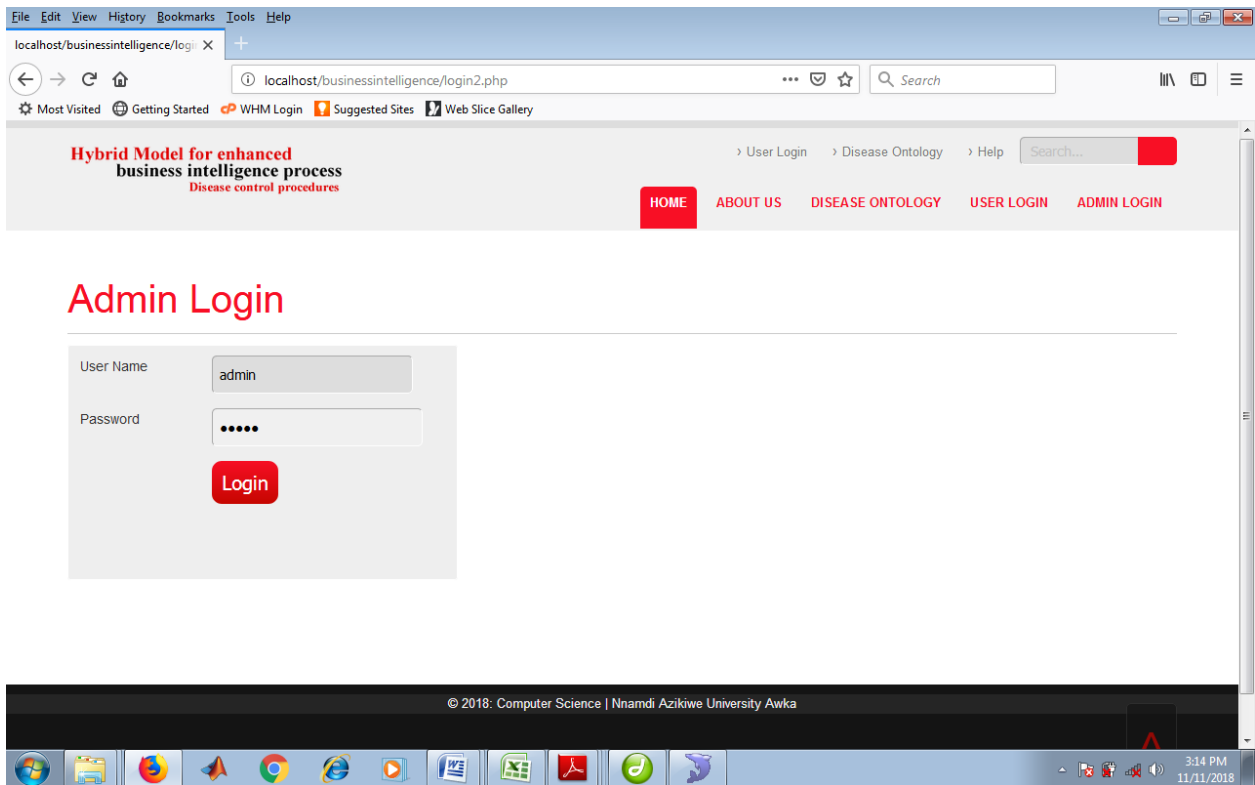 File Edit View History Bookmarks Tools Help
localhost/businessintelligence/logi
localhost/businessintelligence/login2.php
Search
Most Visited Getting Started cP WHM Login Suggested Sites Web Slice Gallery
Hybrid Model for enhanced
business intelligence process
Disease control procedures
› User Login › Disease Ontology › Help Search...
HOME ABOUT US DISEASE ONTOLOGY USER LOGIN ADMIN LOGIN
Admin Login
User Name admin
Password •••••
Login
© 2018: Computer Science | Nnamdi Azikiwe University Awka
3:14 PM
11/11/2018